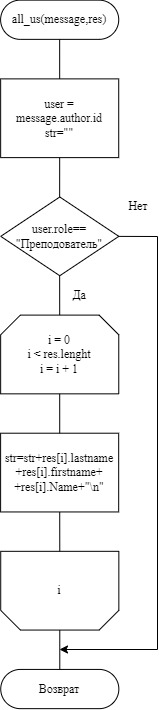 all_us(message,res)
user =
message.author.id
str=""
Нет
user.role==
"Преподователь"
Да
i = 0
i < res.lenght
i = i + 1
str=str+res[i].lastname
+res[i].firstname+
+res[i].Name+"\n"
i
Возврат